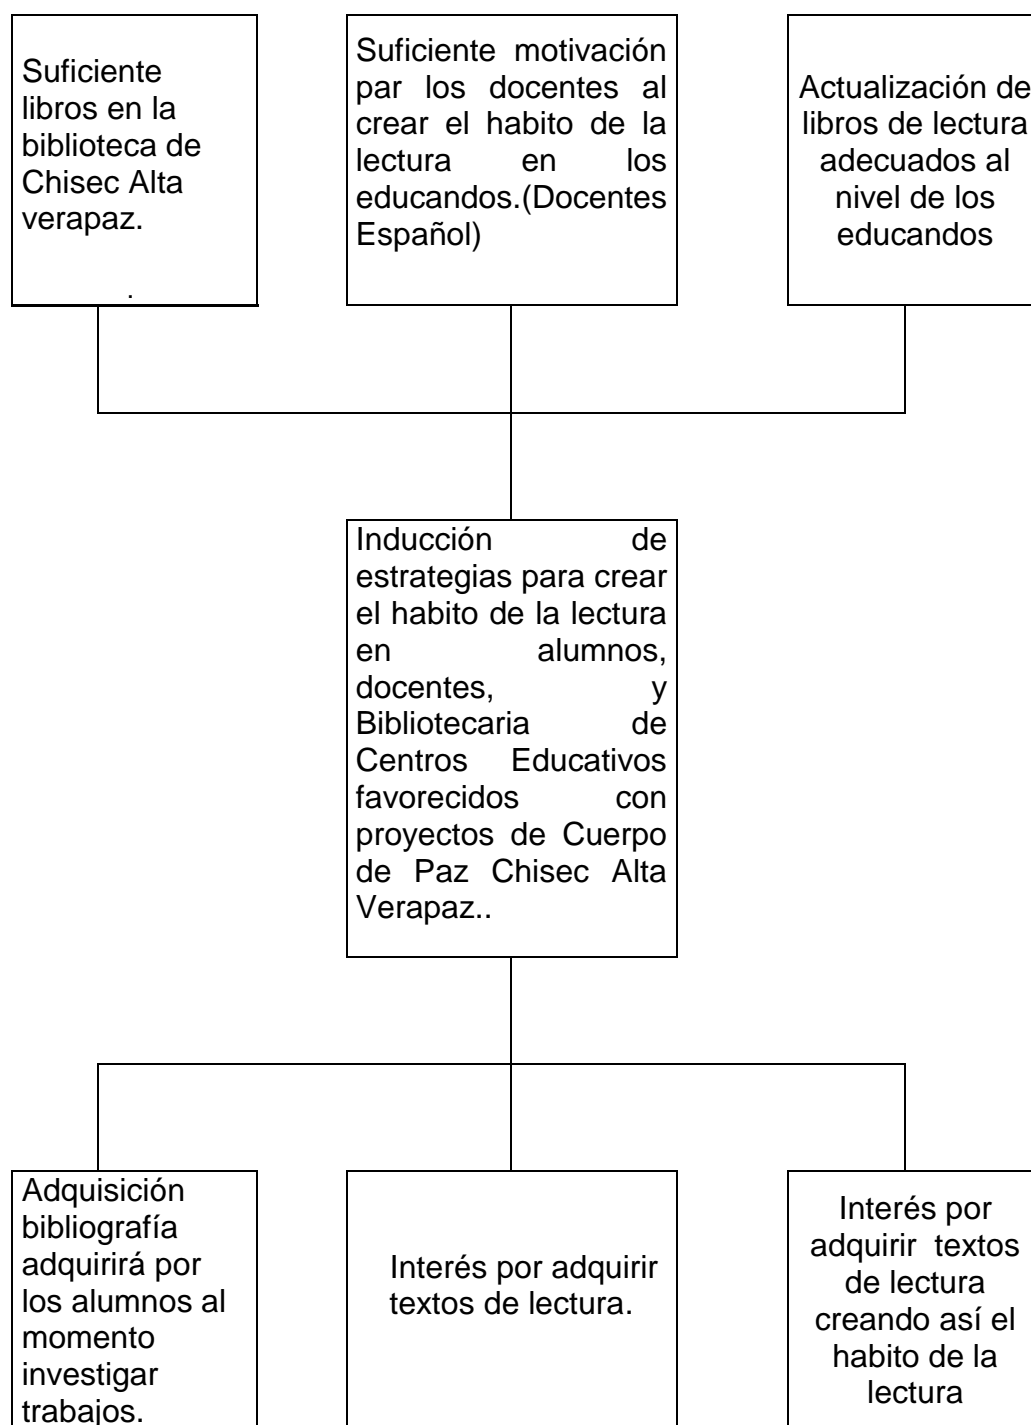 Suficiente
libros en la
biblioteca de
Chisec Alta
verapaz.
.
Suficiente motivación
par los docentes al
crear el habito de la
lectura en los
educandos.(Docentes
Español)
Actualización de
libros de lectura
adecuados al
nivel de los
educandos
Inducción de
estrategias para crear
el habito de la lectura
en alumnos,
docentes, y
Bibliotecaria de
Centros Educativos
favorecidos con
proyectos de Cuerpo
de Paz Chisec Alta
Verapaz..
Adquisición
bibliografía
adquirirá por
los alumnos al
momento
investigar
trabajos.
Interés por adquirir
textos de lectura.
Interés por
adquirir textos
de lectura
creando así el
habito de la
lectura